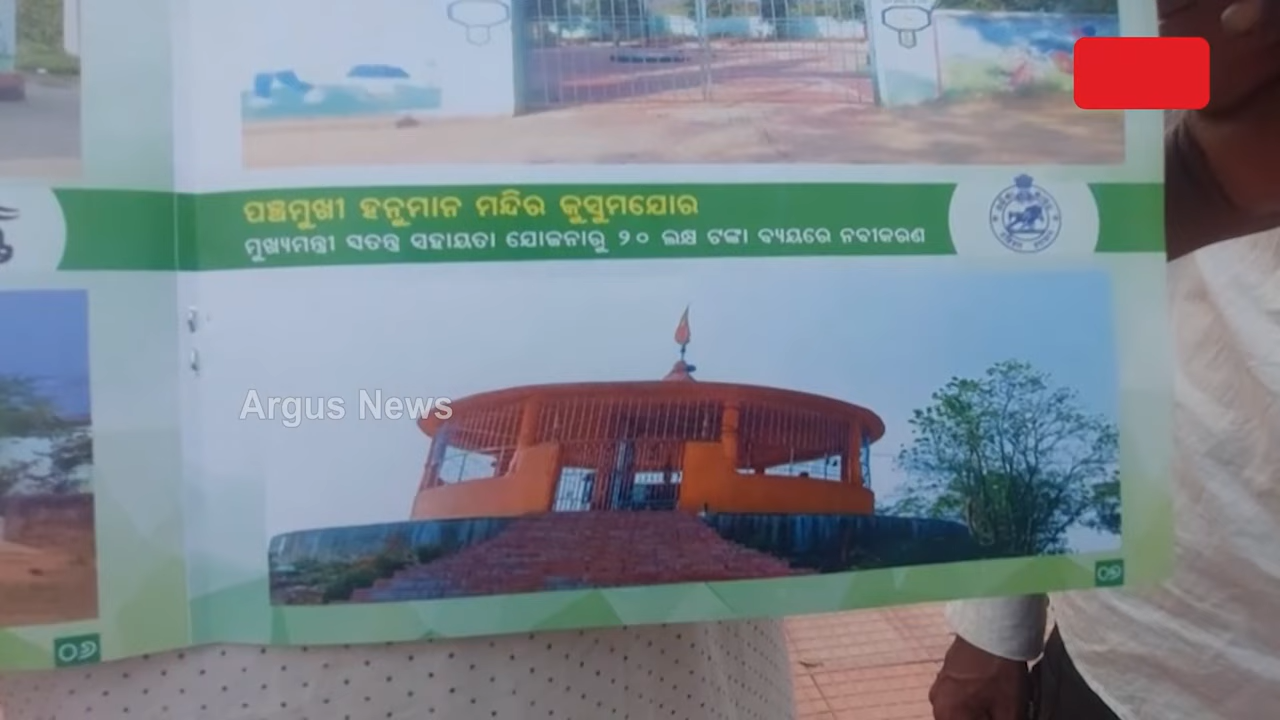 ପଞ୍ଚମୁଖୀ ହନୁମାନ ମନ୍ଦିର କୁସୁମଯୋର
ମୁଖ୍ୟମନ୍ତ୍ରୀ ସତନ୍ତ୍ର ସହାୟତା ଯୋଜନାରୁ ୨୦ ଲକ୍ଷ ଟଙ୍କା ବ୍ୟୟରେ ନବୀକରଣ
Argus News
୦୭
୦୬